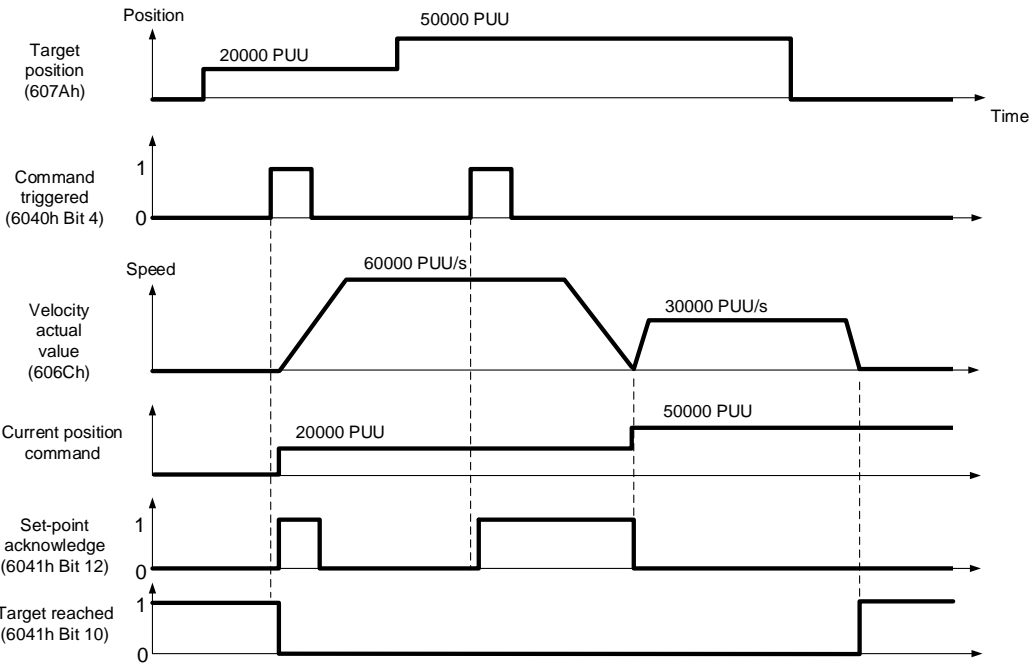 Position
50000 PUU
20000 PUU
Target
position
(607Ah)
Time
1
0
Command
triggered
(6040h Bit 4)
Speed
60000 PUU/s
30000 PUU/s
Velocity
actual
value
(606Ch)
50000 PUU
20000 PUU
Current position
command
1
0
Set-point
acknowledge
(6041h Bit 12)
1
0
Target reached
(6041h Bit 10)